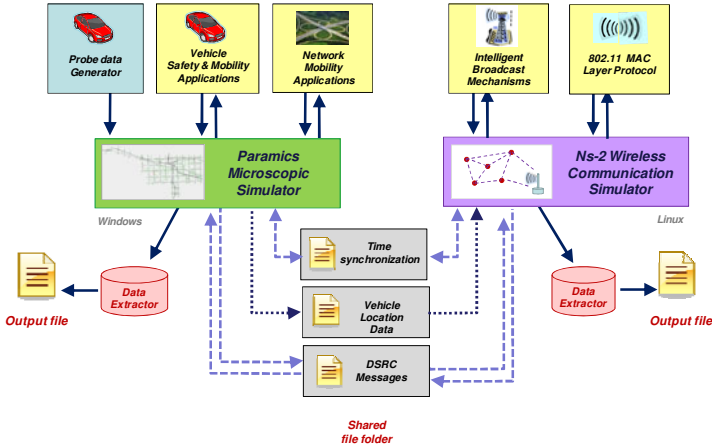 Probe data
Generator
Vehicle
Safety & Mobility
Applications
Network
Mobility
Applications
Intelligent
Broadcast
Mechanisms
802.11 MAC
Layer Protocol
Paramics
Microscopic
Simulator
Ns-2 Wireless
Communication
Simulator
Windows
Linux
Time
synchronization
Data
Extractor
Output file
Vehicle
Location
Data
Data
Extractor
Output file
DSRC
Messages
Shared
file folder